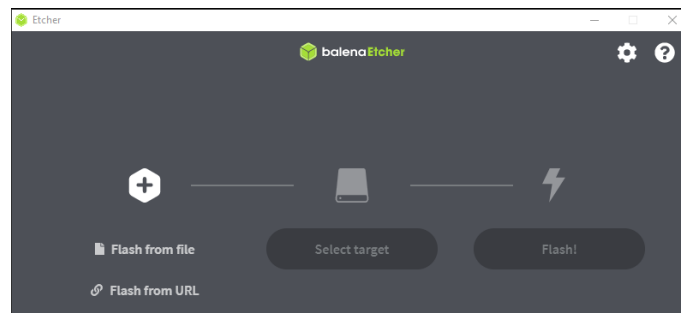 Etcher
balenaEtcher
Flash from file
Select target
Flash!
Flash from URL